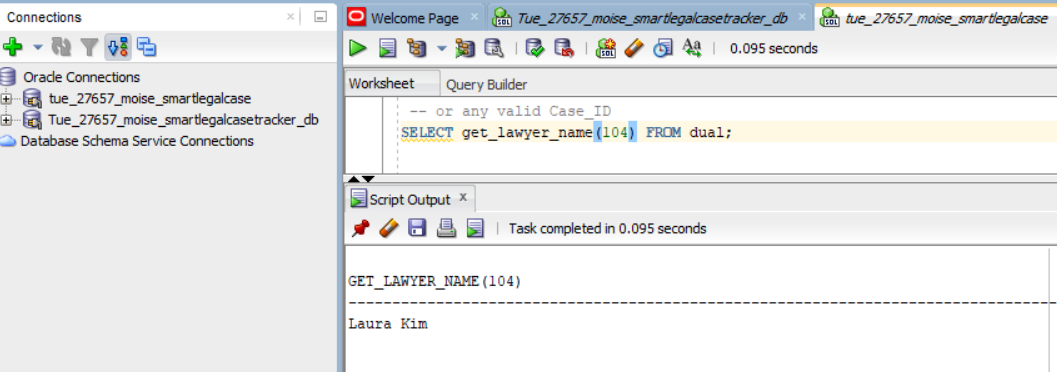 Connections
Oracle Connections
tue_27657_moise_smartlegalcase
Tue_27657_moise_smartlegalcasetracker_db
Database Schema Service Connections
Welcome Page
Tue_27657_moise_smartlegalcasetracker_db
tue_27657_moise_smartlegalcase
0.095 seconds
Worksheet
Query Builder
-- or any valid Case_ID
SELECT get_lawyer_name(104) FROM dual;
Script Output
Task completed in 0.095 seconds
GET_LAWYER_NAME(104)
Laura Kim